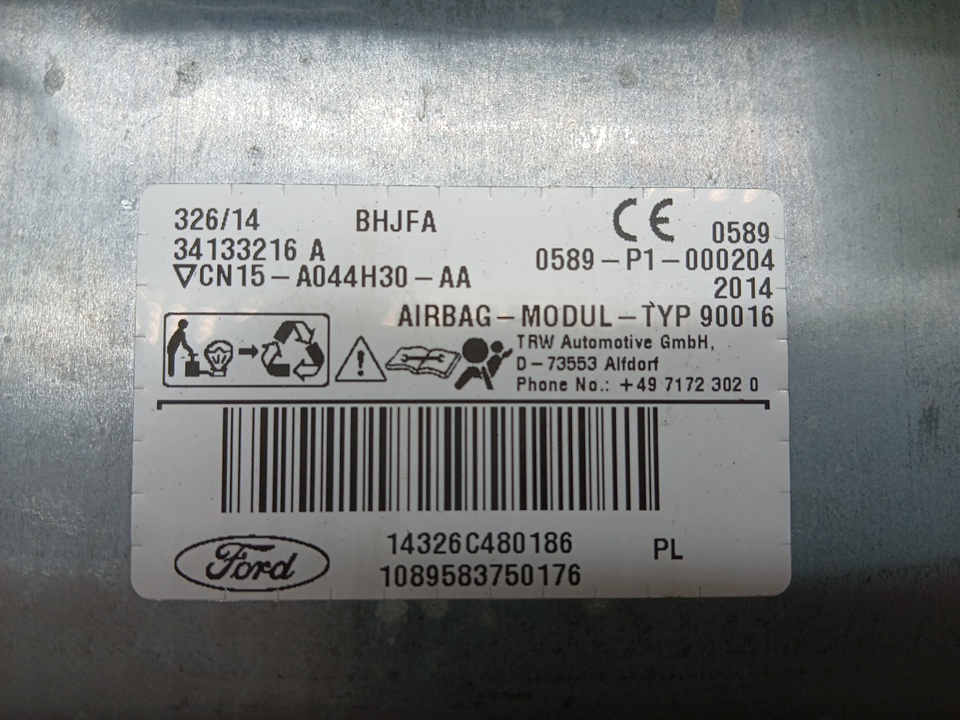 326/14 BHJFA CE 0589
34133216 A 0589-P1-000204
▽CN15-A044H30-AA 2014
AIRBAG-MODUL-TYP 90016
TRW Automotive GmbH,
D-73553 Alfdorf
Phone No.: +49 7172 302 0
14326C480186 PL
Ford 1089583750176